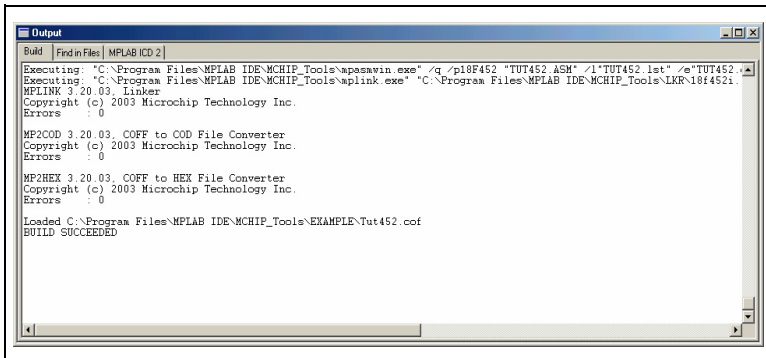 Output
Build Find in Files MPLAB ICD 2
Executing: "C:\Program Files\MPLAB IDE\MCHIP_Tools\mpasmwin.exe" /q /p18F452 "TUT452.ASM" /l"TUT452.lst" /e"TUT452.
Executing: "C:\Program Files\MPLAB IDE\MCHIP_Tools\mplink.exe" "C:\Program Files\MPLAB IDE\MCHIP_Tools\LKR\18f452i.
MPLINK 3.20.03, Linker
Copyright (c) 2003 Microchip Technology Inc.
Errors : 0
MP2COD 3.20.03, COFF to COD File Converter
Copyright (c) 2003 Microchip Technology Inc.
Errors : 0
MP2HEX 3.20.03, COFF to HEX File Converter
Copyright (c) 2003 Microchip Technology Inc.
Errors : 0
Loaded C:\Program Files\MPLAB IDE\MCHIP_Tools\EXAMPLE\Tut452.cof
BUILD SUCCEEDED